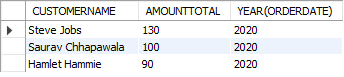 CUSTOMERNAME AMOUNTTOTAL YEAR(ORDERDATE)
Steve Jobs 130 2020
Saurav Chhapawala 100 2020
Hamlet Hammie 90 2020